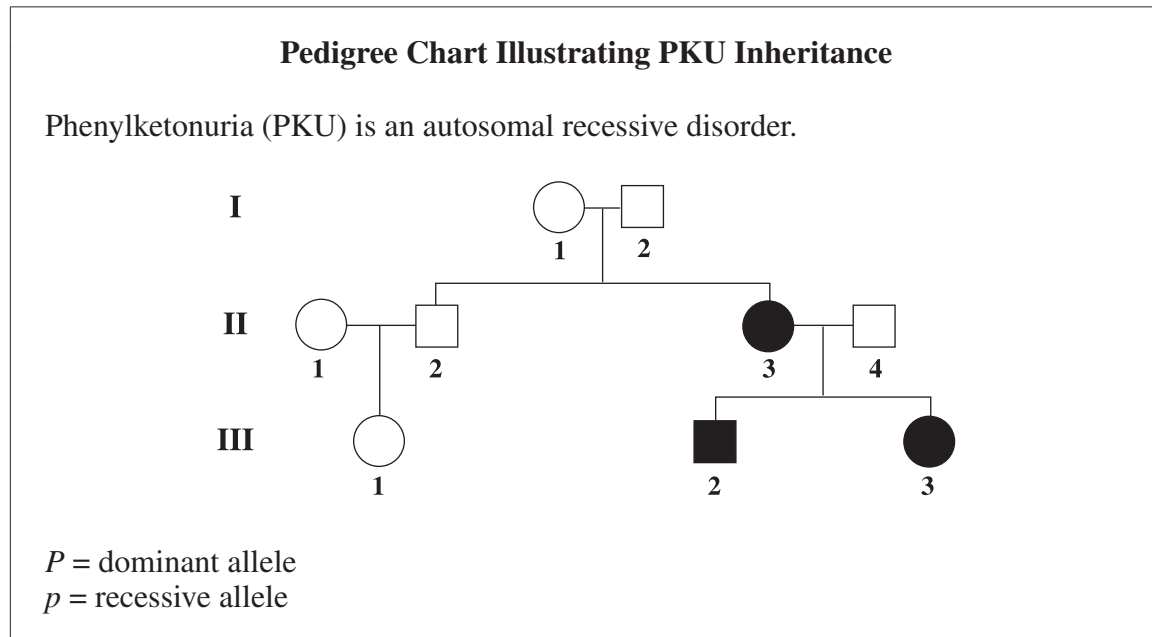 Pedigree Chart Illustrating PKU Inheritance
Phenylketonuria (PKU) is an autosomal recessive disorder.
I
1 2
II
1 2 3 4
III
1 2 3
P = dominant allele
p = recessive allele